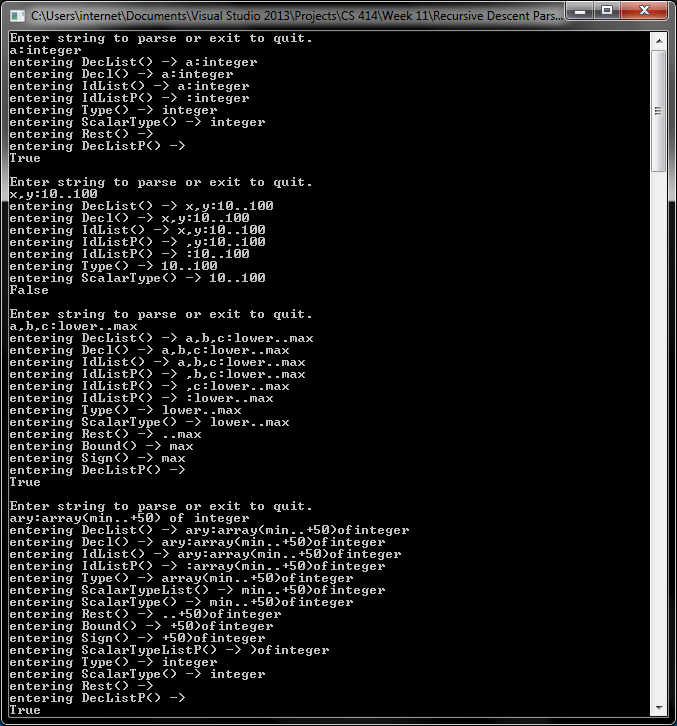 C:\Users\internet\Documents\Visual Studio 2013\Projects\CS 414\Week 11\Recursive Descent Pars...
Enter string to parse or exit to quit.
a:integer
entering DecList() -> a:integer
entering Decl() -> a:integer
entering IdList() -> a:integer
entering IdListP() -> :integer
entering Type() -> integer
entering ScalarType() -> integer
entering Rest() ->
entering DecListP() ->
True
Enter string to parse or exit to quit.
x,y:10..100
entering DecList() -> x,y:10..100
entering Decl() -> x,y:10..100
entering IdList() -> x,y:10..100
entering IdListP() -> ,y:10..100
entering IdListP() -> :10..100
entering Type() -> 10..100
entering ScalarType() -> 10..100
False
Enter string to parse or exit to quit.
a,b,c:lower..max
entering DecList() -> a,b,c:lower..max
entering Decl() -> a,b,c:lower..max
entering IdList() -> a,b,c:lower..max
entering IdListP() -> ,b,c:lower..max
entering IdListP() -> ,c:lower..max
entering IdListP() -> :lower..max
entering Type() -> lower..max
entering ScalarType() -> lower..max
entering Rest() -> ..max
entering Bound() -> max
entering Sign() -> max
entering DecListP() ->
True
Enter string to parse or exit to quit.
ary:array(min..+50) of integer
entering DecList() -> ary:array(min..+50)ofinteger
entering Decl() -> ary:array(min..+50)ofinteger
entering IdList() -> ary:array(min..+50)ofinteger
entering IdListP() -> :array(min..+50)ofinteger
entering Type() -> array(min..+50)ofinteger
entering ScalarTypeList() -> min..+50)ofinteger
entering ScalarType() -> min..+50)ofinteger
entering Rest() -> ..+50)ofinteger
entering Bound() -> +50)ofinteger
entering Sign() -> +50)ofinteger
entering ScalarTypeListP() -> )ofinteger
entering Type() -> integer
entering ScalarType() -> integer
entering Rest() ->
entering DecListP() ->
True